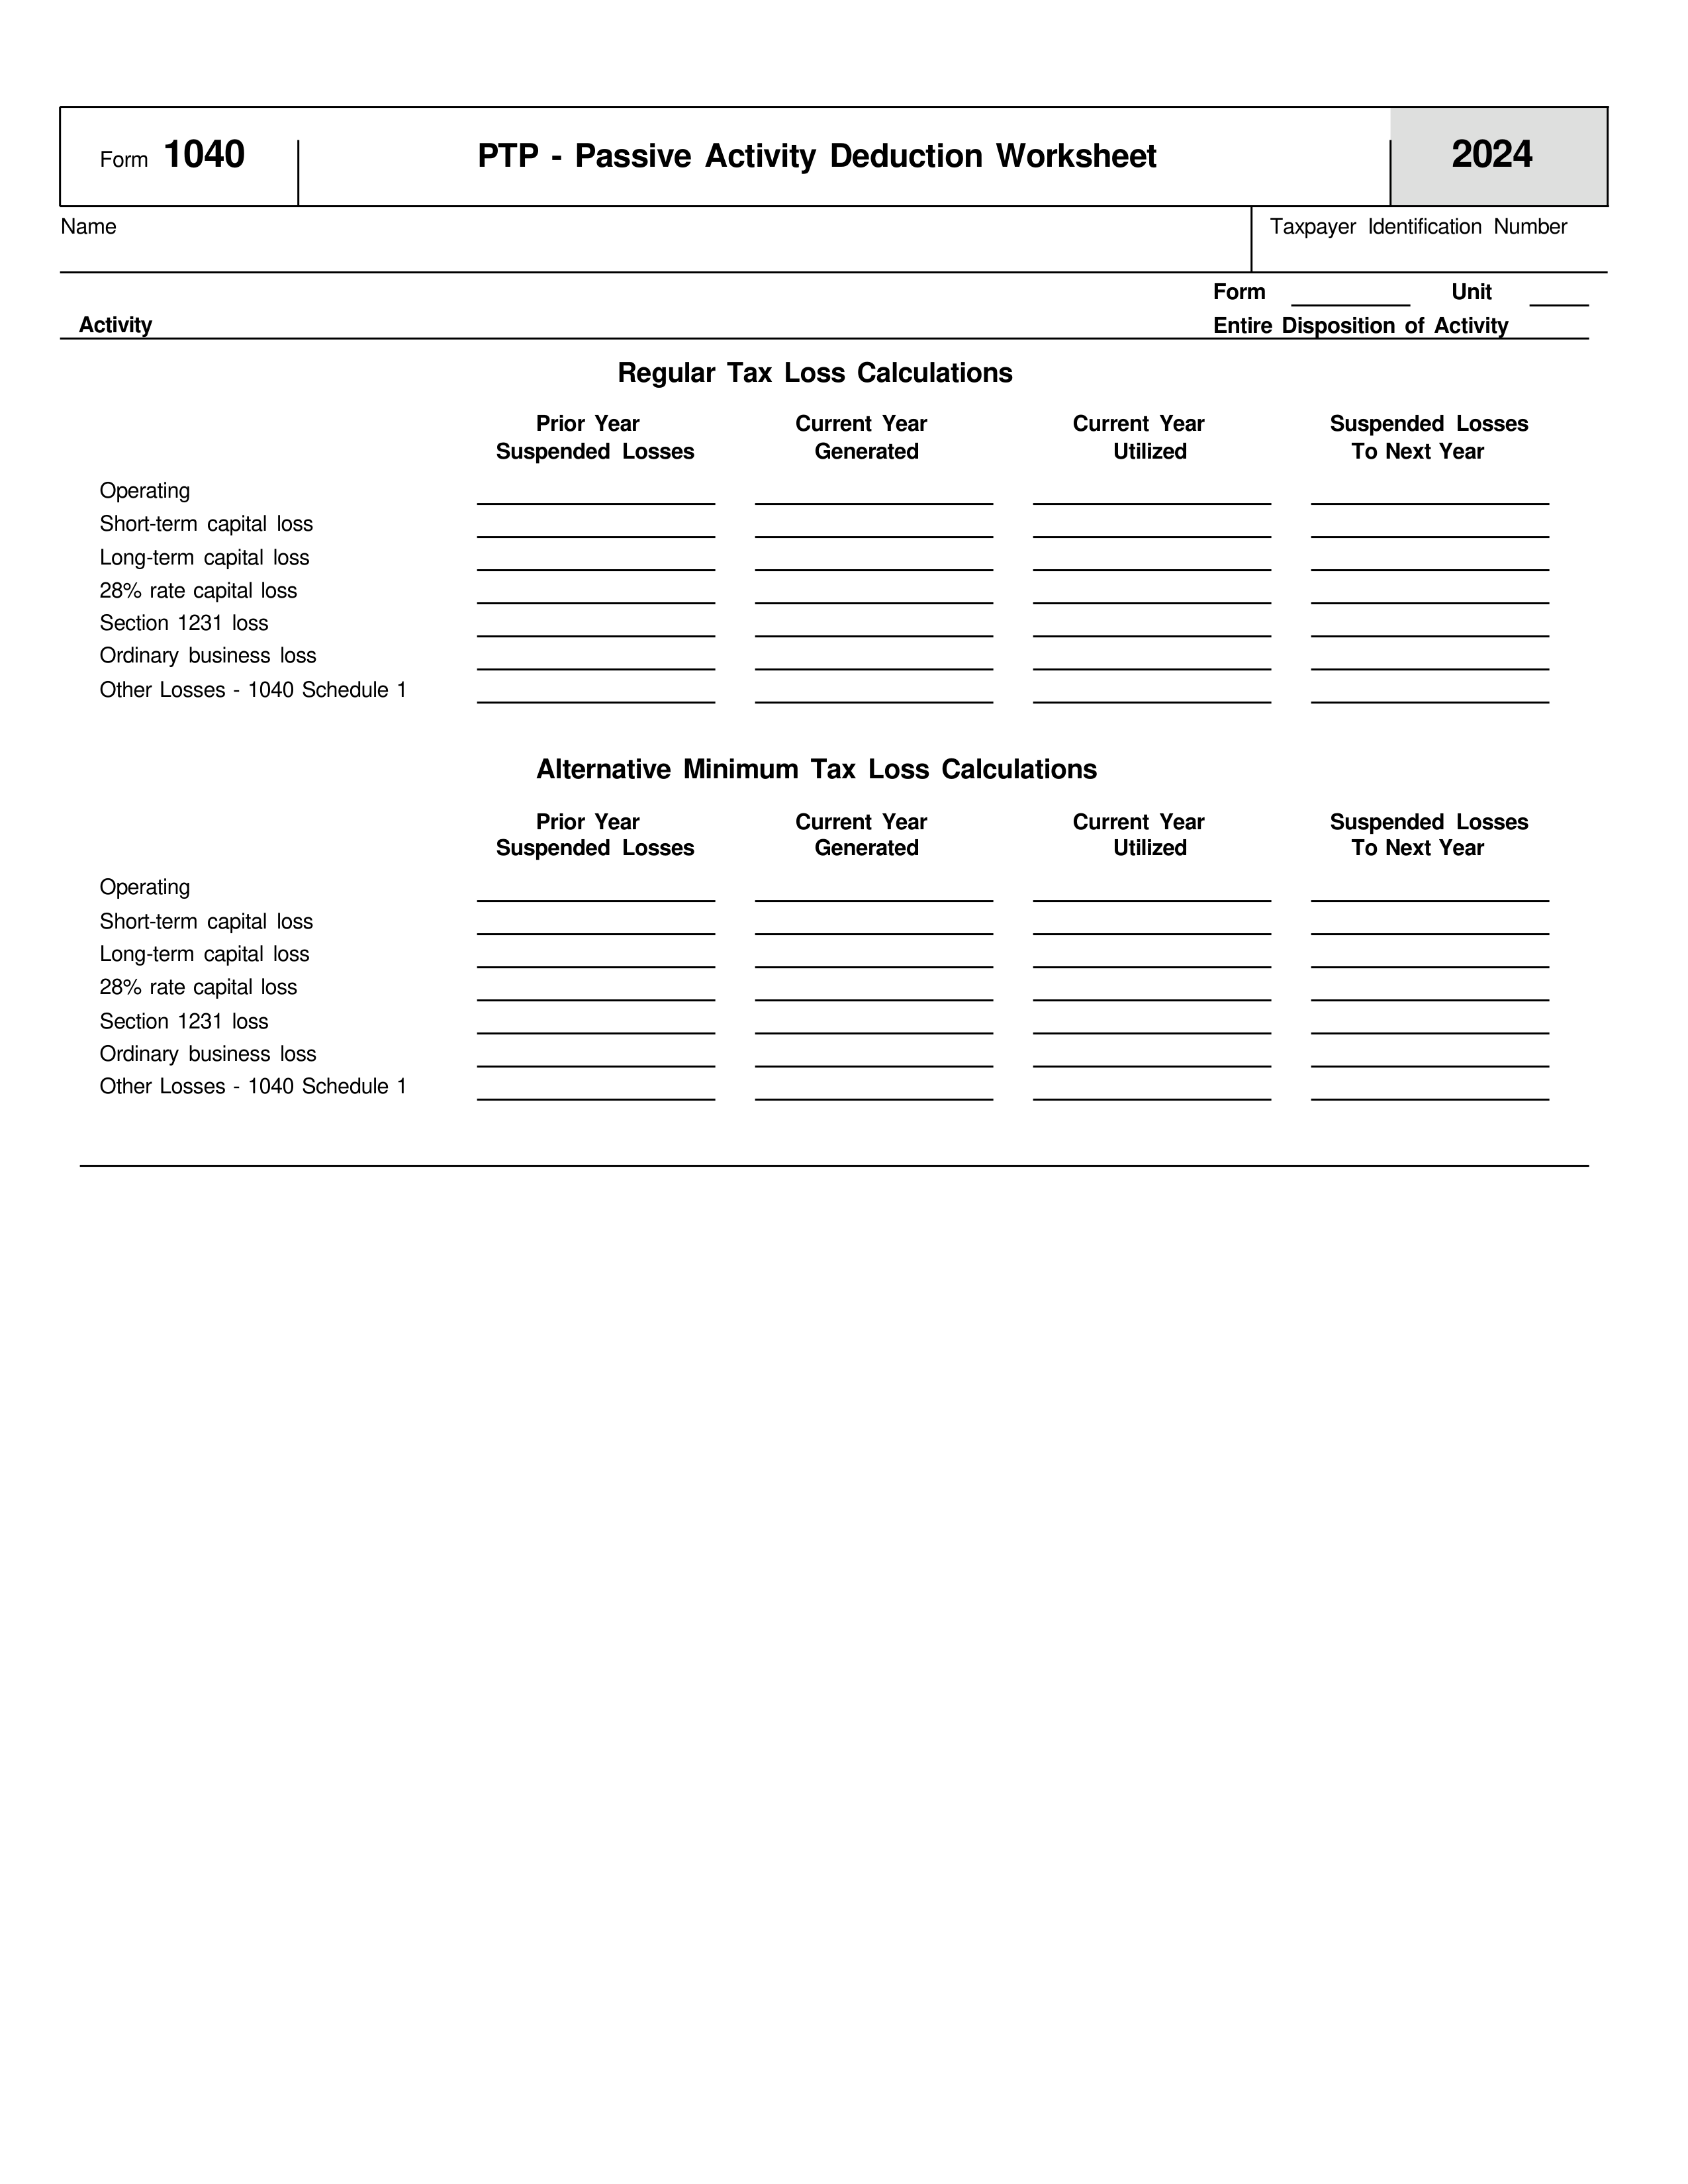 Form 1040 PTP - Passive Activity Deduction Worksheet 2024
Name Taxpayer Identification Number
Form Unit
Activity Entire Disposition of Activity
Regular Tax Loss Calculations
Prior Year Current Year Current Year Suspended Losses
Suspended Losses Generated Utilized To Next Year
Operating
Short-term capital loss
Long-term capital loss
28% rate capital loss
Section 1231 loss
Ordinary business loss
Other Losses - 1040 Schedule 1
Alternative Minimum Tax Loss Calculations
Prior Year Current Year Current Year Suspended Losses
Suspended Losses Generated Utilized To Next Year
Operating
Short-term capital loss
Long-term capital loss
28% rate capital loss
Section 1231 loss
Ordinary business loss
Other Losses - 1040 Schedule 1